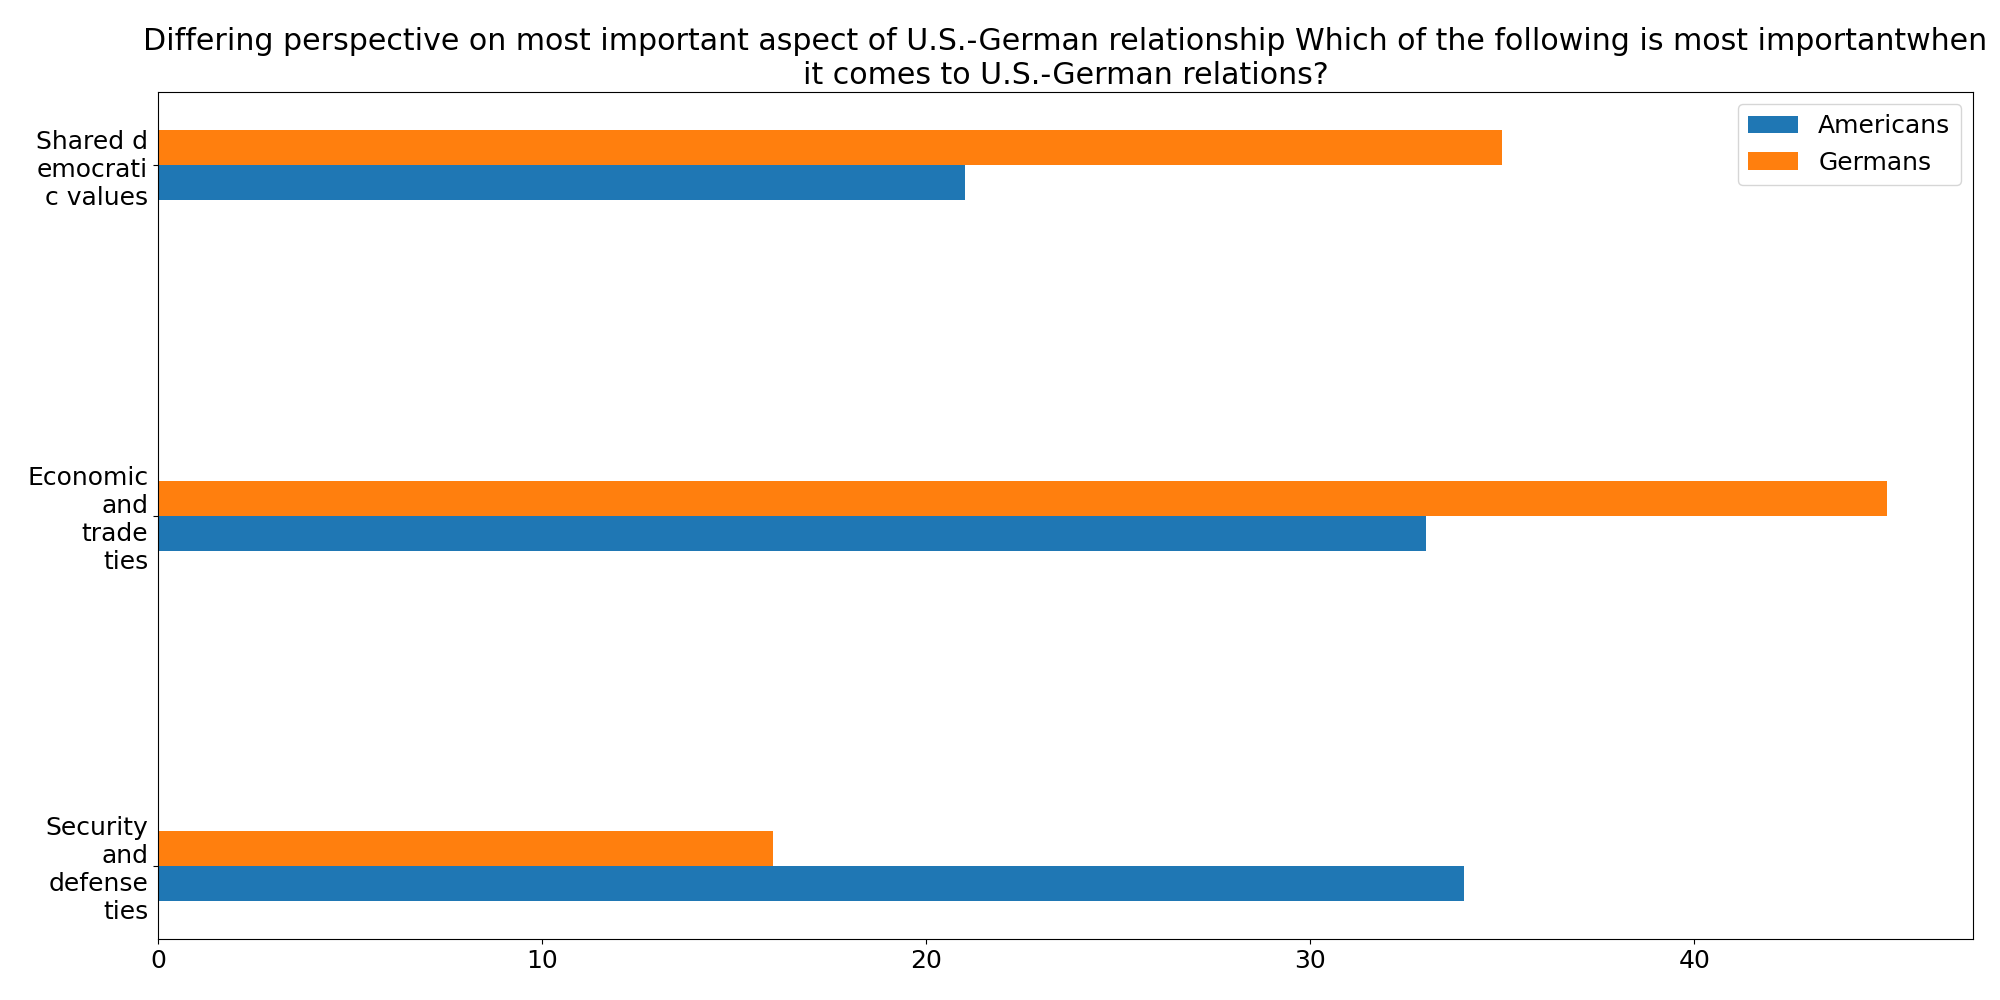 Differing perspective on most important aspect of U.S.-German relationship Which of the following is most importantwhen
it comes to U.S.-German relations?
Americans
Germans
Shared d
emocrati
c values
Economic
and
trade
ties
Security
and
defense
ties
0
10
20
30
40